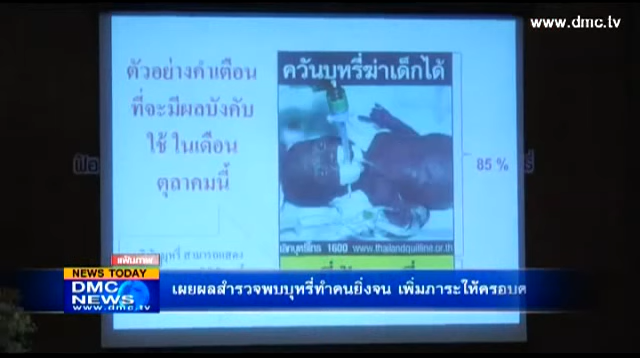 www.dmc.tv
ตัวอย่างคำเตือน
ที่จะมีผลบังคับ
ใช้ ในเดือน
ตุลาคมนี้
ควันบุหรี่ฆ่าเด็กได้
85 %
1600 www.thailandquitline.or.th
แฟ้มภาพ
NEWS TODAY
DMC
NEWS
www.dmc.tv
เผยผลสำรวจพบบุหรี่ทำคนยิ่งจน เพิ่มภาระให้ครอบค